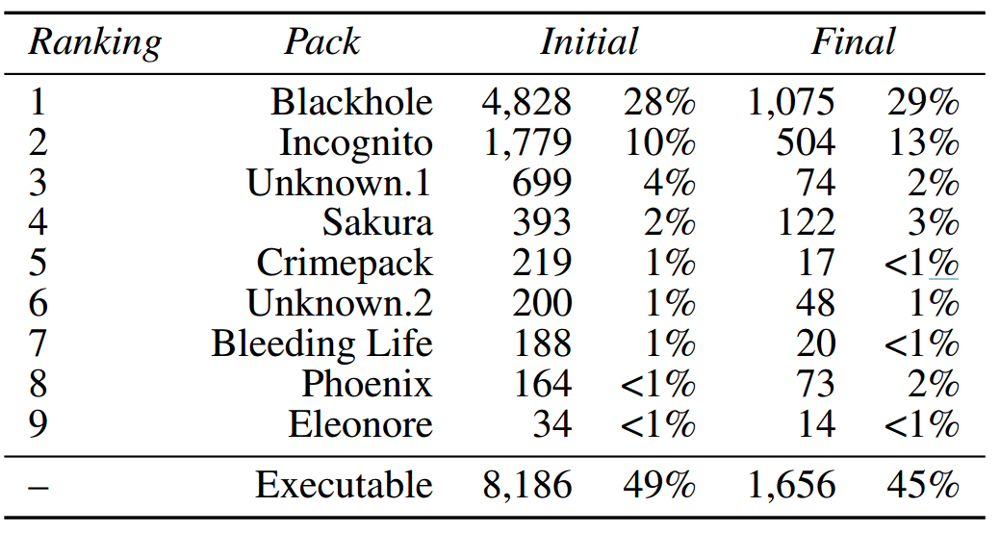 Ranking Pack Initial Final
1 Blackhole 4,828 28% 1,075 29%
2 Incognito 1,779 10% 504 13%
3 Unknown.1 699 4% 74 2%
4 Sakura 393 2% 122 3%
5 Crimepack 219 1% 17 <1%
6 Unknown.2 200 1% 48 1%
7 Bleeding Life 188 1% 20 <1%
8 Phoenix 164 <1% 73 2%
9 Eleonore 34 <1% 14 <1%
– Executable 8,186 49% 1,656 45%